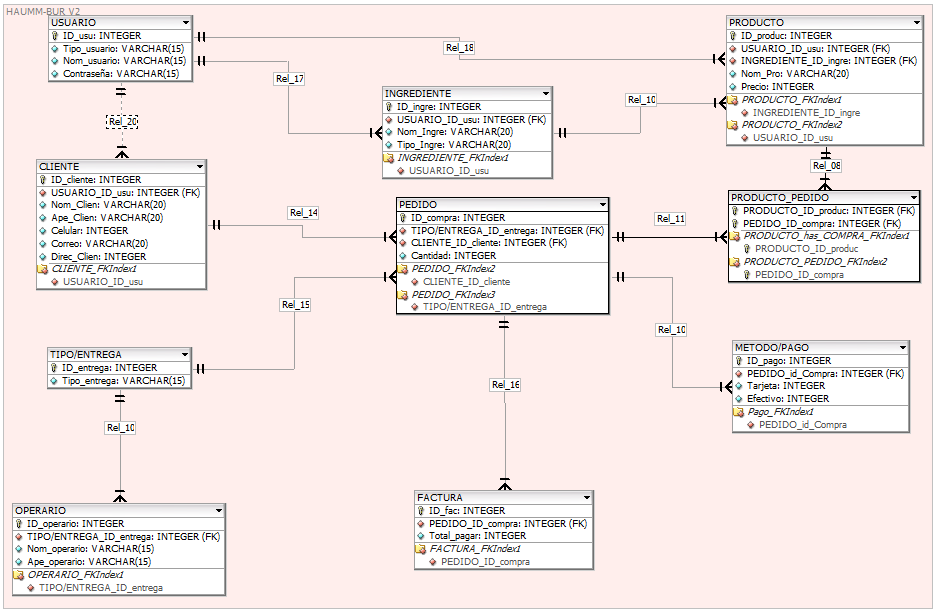 HAUMM-BUR V2
USUARIO
ID_usu: INTEGER
Tipo_usuario: VARCHAR(15)
Nom_usuario: VARCHAR(15)
Contraseña: VARCHAR(15)
Rel_18
Rel_17
Rel_20
PRODUCTO
ID_produc: INTEGER
USUARIO_ID_usu: INTEGER (FK)
INGREDIENTE_ID_ingre: INTEGER (FK)
Nom_Pro: VARCHAR(20)
Precio: INTEGER
PRODUCTO_FKIndex1
INGREDIENTE_ID_ingre
PRODUCTO_FKIndex2
USUARIO_ID_usu
INGREDIENTE
ID_ingre: INTEGER
USUARIO_ID_usu: INTEGER (FK)
Nom_Ingre: VARCHAR(20)
Tipo_Ingre: VARCHAR(20)
INGREDIENTE_FKIndex1
USUARIO_ID_usu
Rel_10
Rel_08
CLIENTE
ID_cliente: INTEGER
USUARIO_ID_usu: INTEGER (FK)
Nom_Clien: VARCHAR(20)
Ape_Clien: VARCHAR(20)
Celular: INTEGER
Correo: VARCHAR(20)
Direc_Clien: INTEGER
CLIENTE_FKIndex1
USUARIO_ID_usu
Rel_14
PEDIDO
ID_compra: INTEGER
TIPO/ENTREGA_ID_entrega: INTEGER (FK)
CLIENTE_ID_cliente: INTEGER (FK)
Cantidad: INTEGER
PEDIDO_FKIndex2
CLIENTE_ID_cliente
PEDIDO_FKIndex3
TIPO/ENTREGA_ID_entrega
Rel_11
PRODUCTO_PEDIDO
PRODUCTO_ID_produc: INTEGER (FK)
PEDIDO_ID_compra: INTEGER (FK)
PRODUCTO_has_COMPRA_FKIndex1
PRODUCTO_ID_produc
PRODUCTO_PEDIDO_FKIndex2
PEDIDO_ID_compra
Rel_15
Rel_10
TIPO/ENTREGA
ID_entrega: INTEGER
Tipo_entrega: VARCHAR(15)
Rel_16
METODO/PAGO
ID_pago: INTEGER
PEDIDO_id_Compra: INTEGER (FK)
Tarjeta: INTEGER
Efectivo: INTEGER
Pago_FKIndex1
PEDIDO_id_Compra
Rel_10
OPERARIO
ID_operario: INTEGER
TIPO/ENTREGA_ID_entrega: INTEGER (FK)
Nom_operario: VARCHAR(15)
Ape_operario: VARCHAR(15)
OPERARIO_FKIndex1
TIPO/ENTREGA_ID_entrega
FACTURA
ID_fac: INTEGER
PEDIDO_ID_compra: INTEGER (FK)
Total_pagar: INTEGER
FACTURA_FKIndex1
PEDIDO_ID_compra